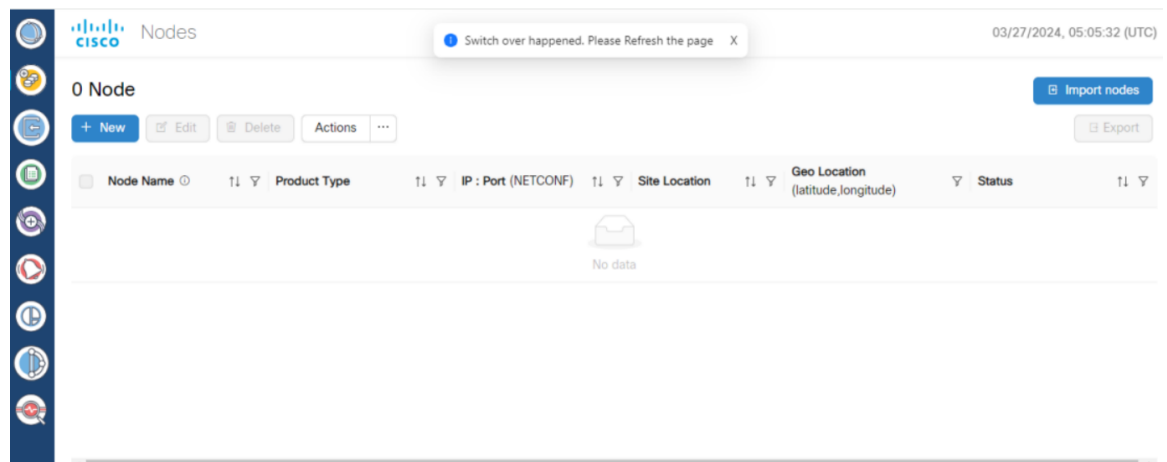 CISCO Nodes
Switch over happened. Please Refresh the page X
03/27/2024, 05:05:32 (UTC)
0 Node
Import nodes
+ New Edit Delete Actions ...
Export
Node Name Product Type IP : Port (NETCONF) Site Location Geo Location Status
(latitude,longitude)
No data